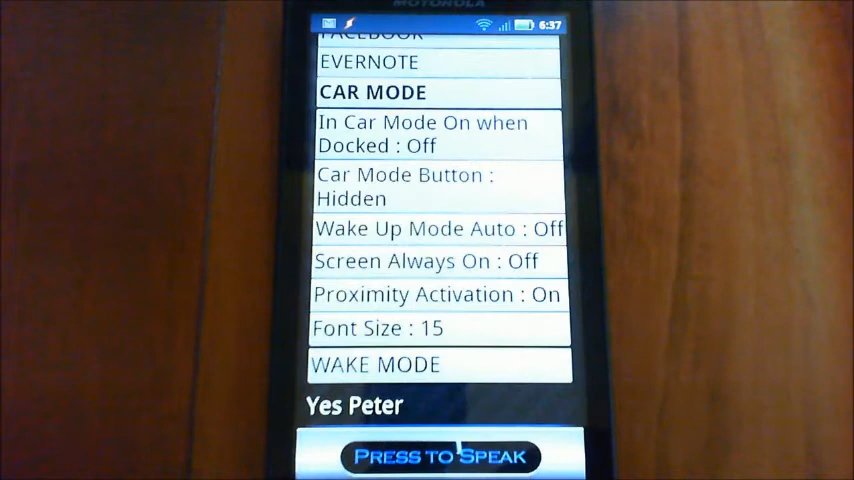 MOTOROLA
6:37
FACEBOOK
EVERNOTE
CAR MODE
In Car Mode On when
Docked : Off
Car Mode Button :
Hidden
Wake Up Mode Auto : Off
Screen Always On : Off
Proximity Activation : On
Font Size : 15
WAKE MODE
Yes Peter
PRESS TO SPEAK